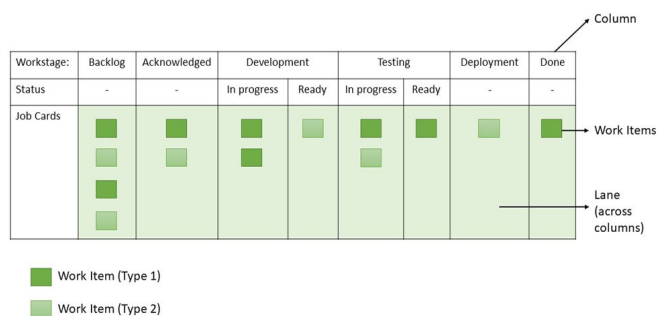 Column
Workstage: Backlog Acknowledged Development Testing Deployment Done
Status - - In progress Ready In progress Ready - -
Job Cards
Work Items
Lane
(across
columns)
Work Item (Type 1)
Work Item (Type 2)